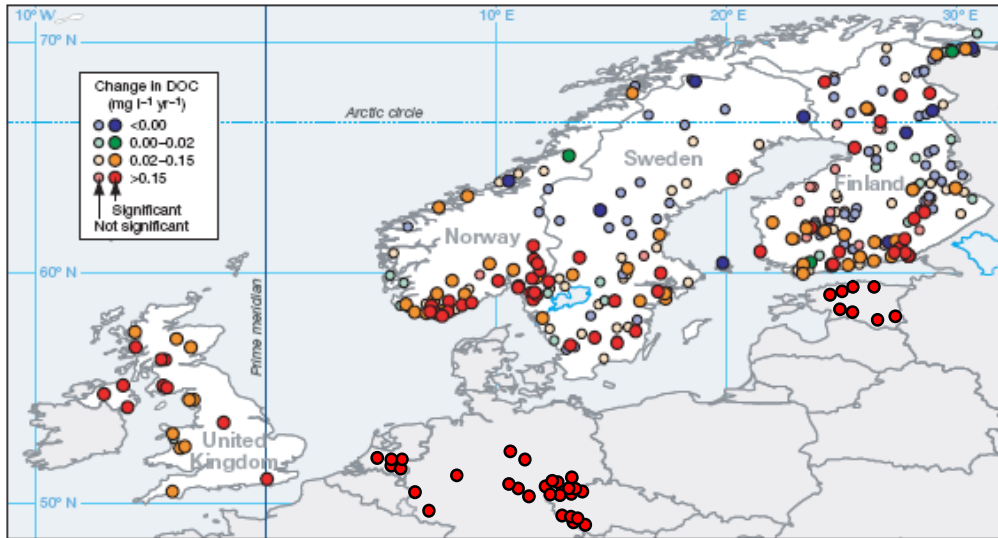 10° W
10° E
20° E
30° E
70° N
Change in DOC
(mg l⁻¹ yr⁻¹)
<0.00
0.00–0.02
0.02–0.15
>0.15
Significant
Not significant
Arctic circle
Sweden
Finland
Norway
60° N
Prime meridian
United
Kingdom
50° N